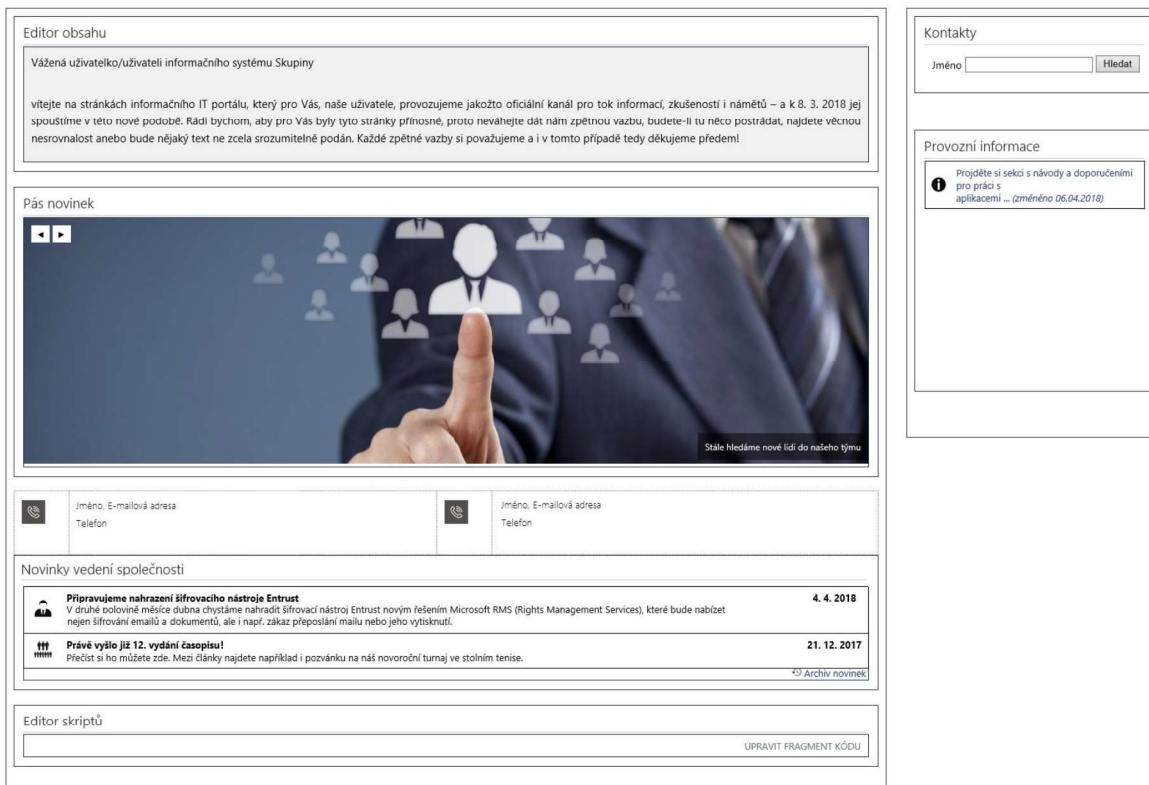 Editor obsahu
Vážená uživatelko/uživateli informačního systému Skupiny
vítejte na stránkách informačního IT portálu, který pro Vás, naše uživatele, provozujeme jakožto oficiální kanál pro tok informací, zkušeností i námětů – a k 8. 3. 2018 jej
spouštíme v této nové podobě. Rádi bychom, aby pro Vás byly tyto stránky přínosné, proto neváhejte dát nám zpětnou vazbu, budete-li tu něco postrádat, najdete věcnou
nesrovnalost anebo bude nějaký text ne zcela srozumitelně podán. Každé zpětné vazby si považujeme a i v tomto případě tedy děkujeme předem!
Pás novinek
Stále hledáme nové lidi do našeho týmu
Jméno, E-mailová adresa
Telefon
Jméno, E-mailová adresa
Telefon
Novinky vedení společnosti
Připravujeme nahrazení šifrovacího nástroje Entrust 4. 4. 2018
V druhé polovině měsíce dubna chystáme nahradit šifrovací nástroj Entrust novým řešením Microsoft RMS (Rights Management Services), které bude nabízet
nejen šifrování emailů a dokumentů, ale i např. zákaz přeposlání mailu nebo jeho vytisknutí.
Právě vyšlo již 12. vydání časopisu! 21. 12. 2017
Přečíst si ho můžete zde. Mezi články najdete například i pozvánku na náš novoroční turnaj ve stolním tenise.
Archiv novinek
Editor skriptů
UPRAVIT FRAGMENT KÓDU
Kontakty
Jméno Hledat
Provozní informace
Projděte si sekci s návody a doporučeními
pro práci s
aplikacemi ... (změněno 06.04.2018)